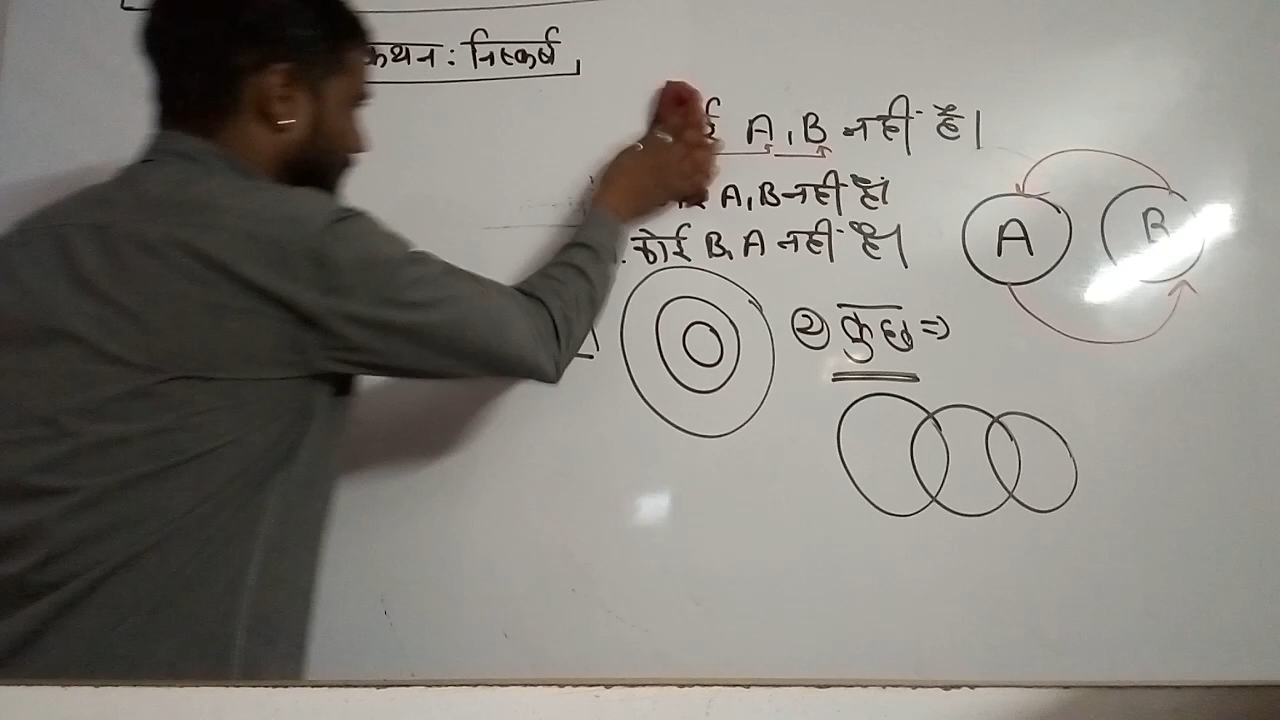 कथन : निष्कर्ष
A, B नहीं है।
A, B नहीं है।
कोई B, A नहीं है।
A B
② कुछ ⇒